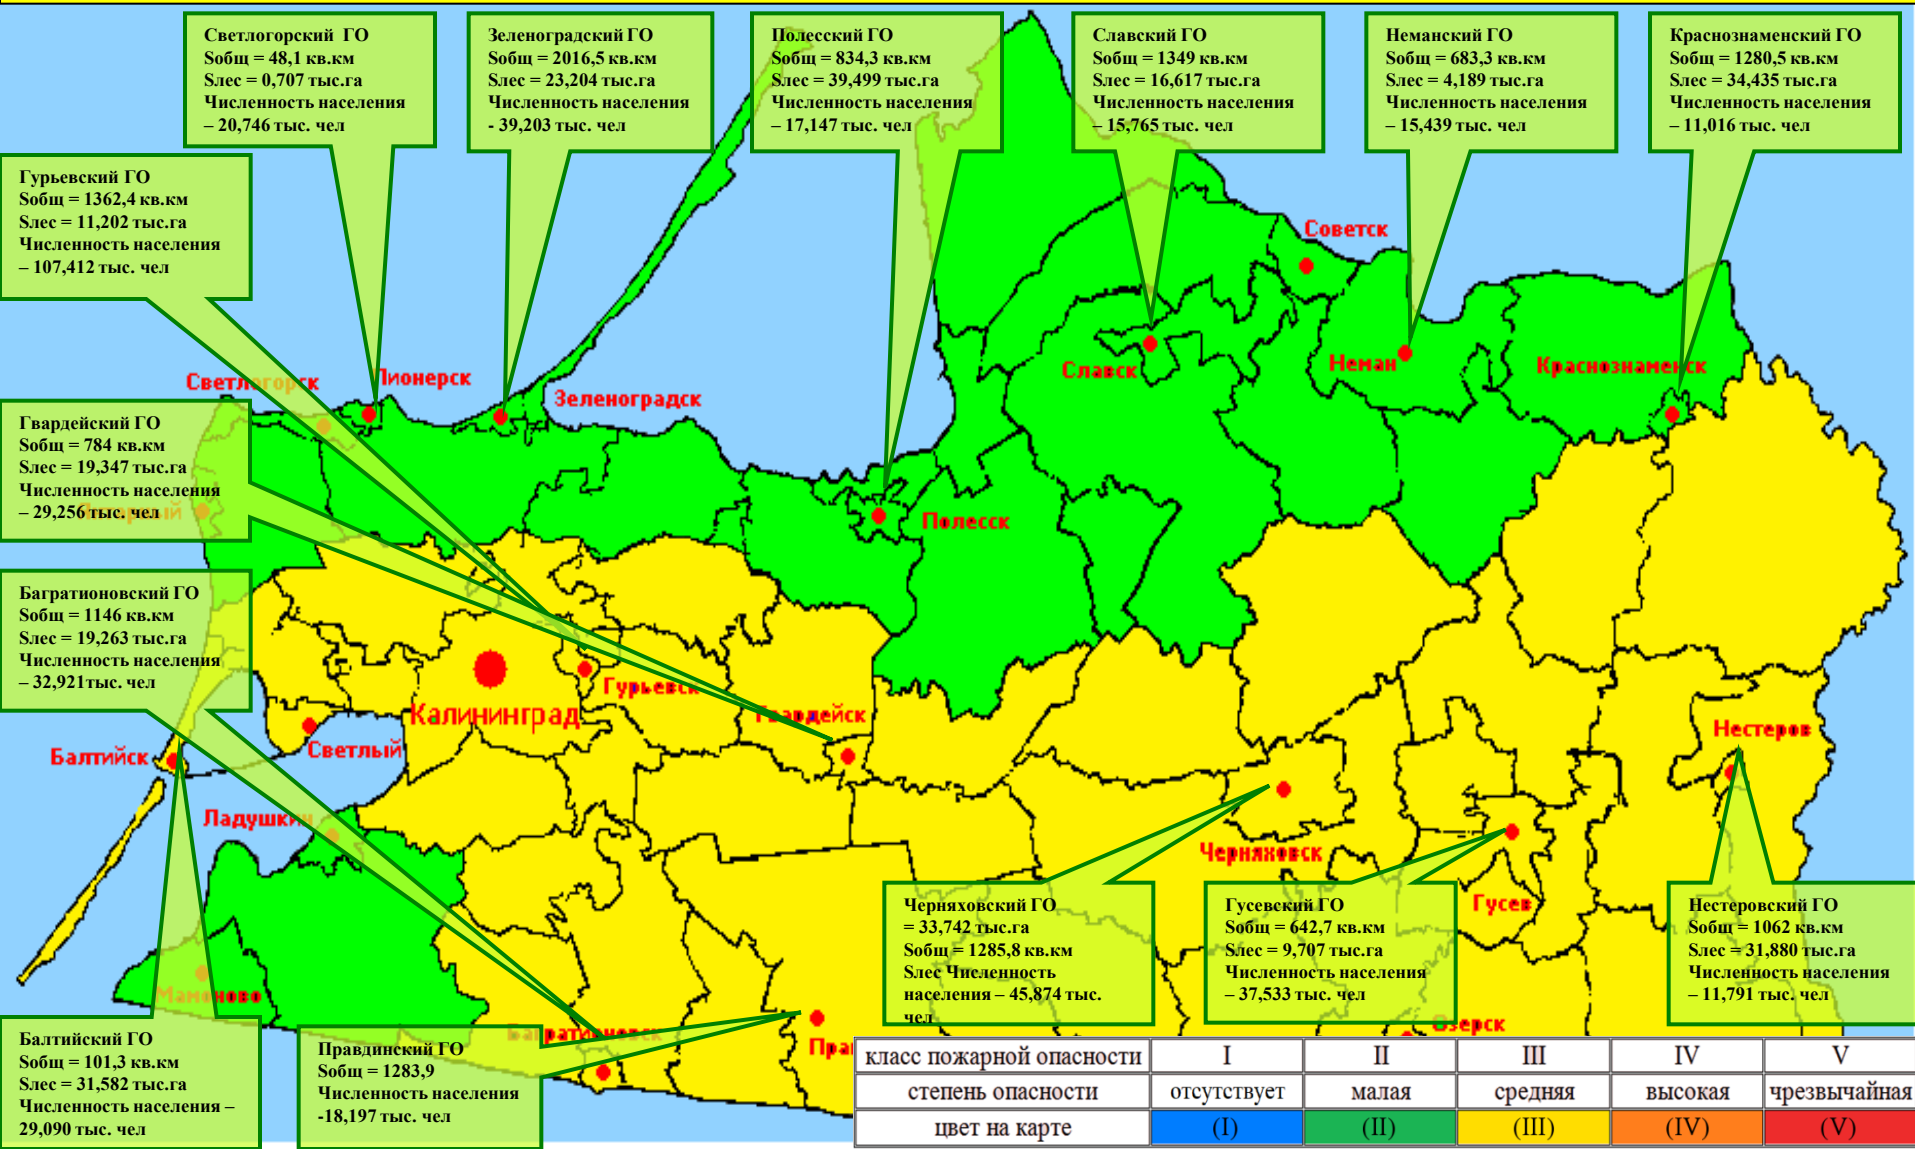 Светлогорский ГО
Sобщ = 48,1 кв.км
Sлес = 0,707 тыс.га
Численность населения
– 20,746 тыс. чел
Зеленоградский ГО
Sобщ = 2016,5 кв.км
Sлес = 23,204 тыс.га
Численность населения
- 39,203 тыс. чел
Полесский ГО
Sобщ = 834,3 кв.км
Sлес = 39,499 тыс.га
Численность населения
– 17,147 тыс. чел
Славский ГО
Sобщ = 1349 кв.км
Sлес = 16,617 тыс.га
Численность населения
– 15,765 тыс. чел
Неманский ГО
Sобщ = 683,3 кв.км
Sлес = 4,189 тыс.га
Численность населения
– 15,439 тыс. чел
Краснознаменский ГО
Sобщ = 1280,5 кв.км
Sлес = 34,435 тыс.га
Численность населения
– 11,016 тыс. чел
Гурьевский ГО
Sобщ = 1362,4 кв.км
Sлес = 11,202 тыс.га
Численность населения
– 107,412 тыс. чел
Советск
Славск
Неман
Краснознаменск
Светлогорск
Пионерск
Зеленоградск
Гвардейский ГО
Sобщ = 784 кв.км
Sлес = 19,347 тыс.га
Численность населения
– 29,256 тыс. чел
Янтарный
Полесск
Багратионовский ГО
Sобщ = 1146 кв.км
Sлес = 19,263 тыс.га
Численность населения
– 32,921тыс. чел
Гурьевск
Калининград
Гвардейск
Нестеров
Балтийск
Светлый
Ладушкин
Черняховск
Гусев
Черняховский ГО
= 33,742 тыс.га
Sобщ = 1285,8 кв.км
Sлес Численность
населения – 45,874 тыс.
чел
Гусевский ГО
Sобщ = 642,7 кв.км
Sлес = 9,707 тыс.га
Численность населения
– 37,533 тыс. чел
Нестеровский ГО
Sобщ = 1062 кв.км
Sлес = 31,880 тыс.га
Численность населения
– 11,791 тыс. чел
Мамоново
Багратионовск
Озерск
Балтийский ГО
Sобщ = 101,3 кв.км
Sлес = 31,582 тыс.га
Численность населения –
29,090 тыс. чел
Правдинский ГО
Sобщ = 1283,9
Численность населения
-18,197 тыс. чел
класс пожарной опасности I II III IV V
степень опасности отсутствует малая средняя высокая чрезвычайная
цвет на карте (I) (II) (III) (IV) (V)